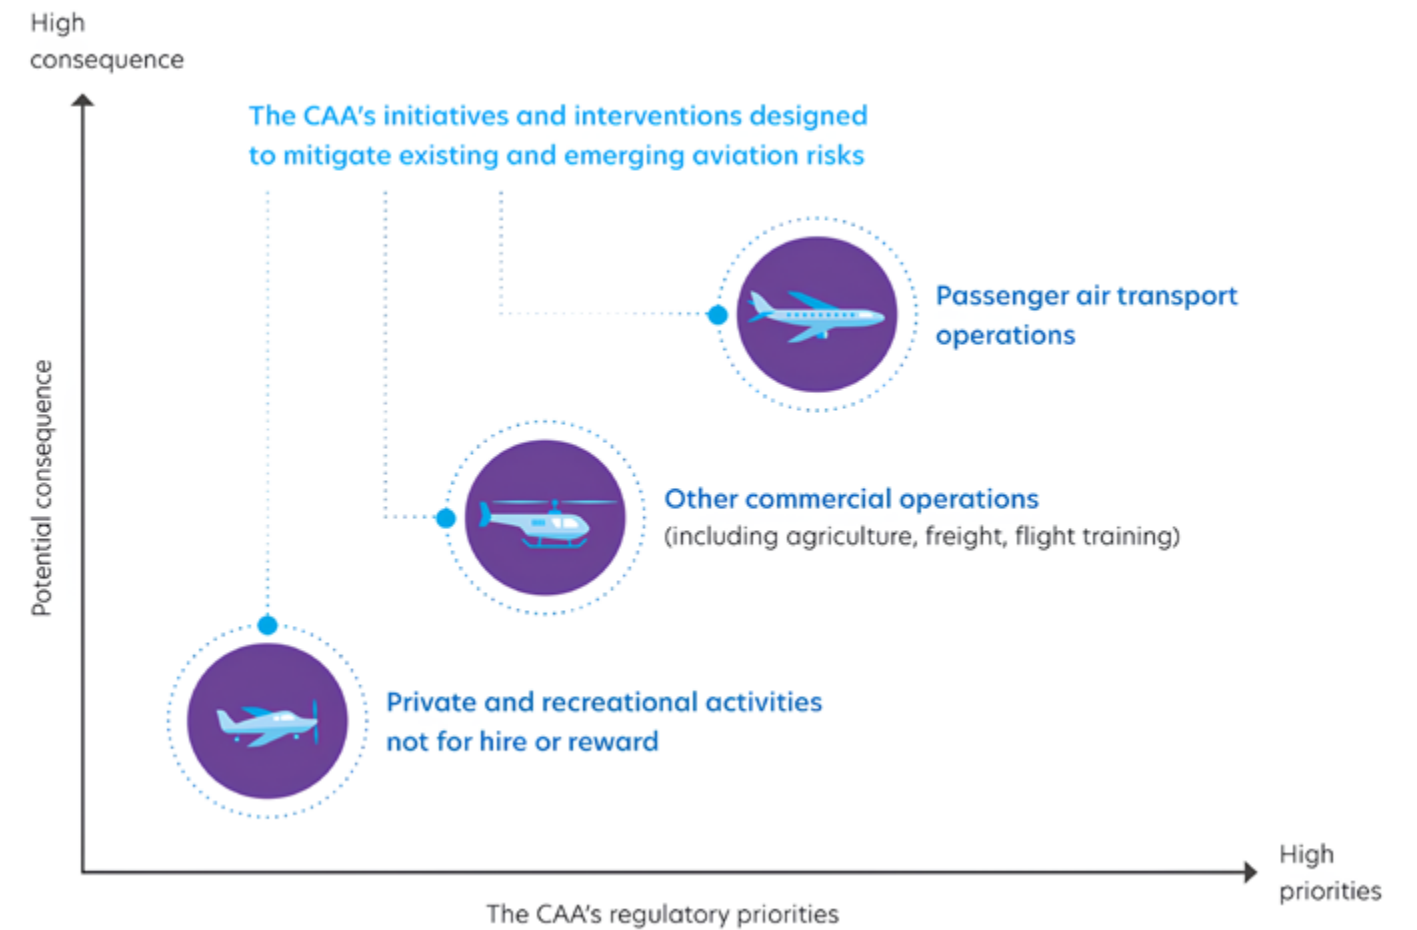 High
consequence
The CAA's initiatives and interventions designed
to mitigate existing and emerging aviation risks
Passenger air transport
operations
Potential consequence
Other commercial operations
(including agriculture, freight, flight training)
Private and recreational activities
not for hire or reward
High
priorities
The CAA's regulatory priorities